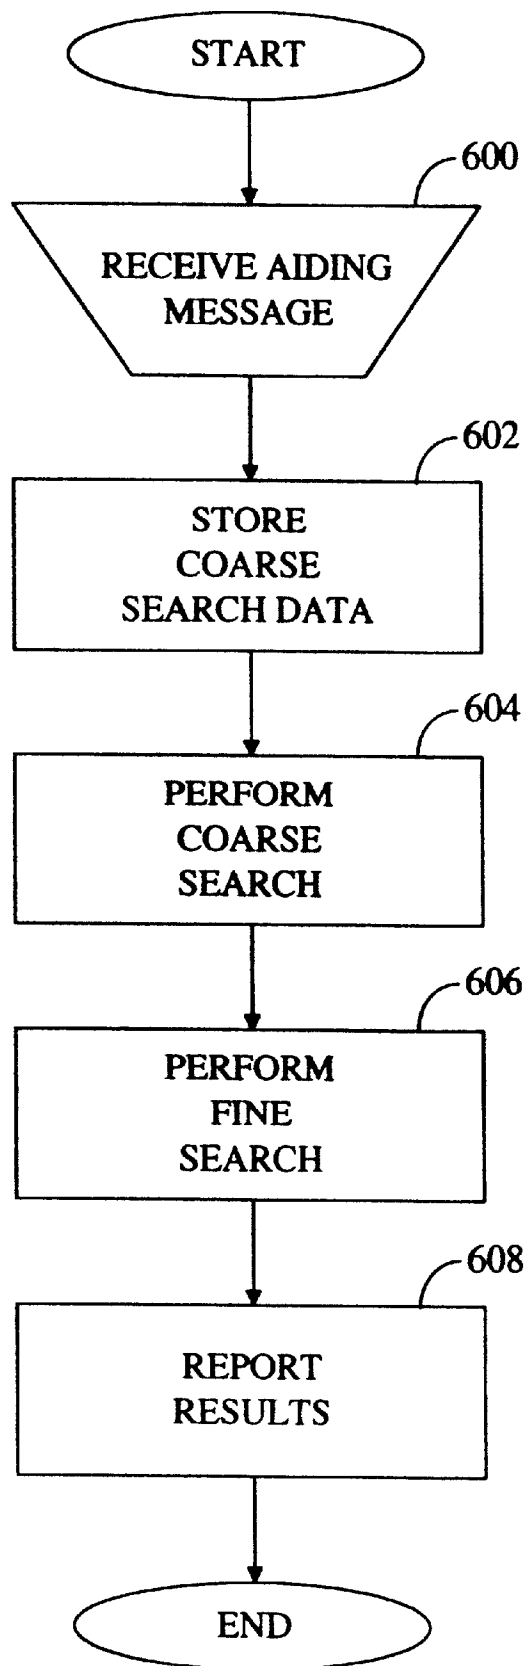 START
600
RECEIVE AIDING
MESSAGE
602
STORE
COARSE
SEARCH DATA
604
PERFORM
COARSE
SEARCH
606
PERFORM
FINE
SEARCH
608
REPORT
RESULTS
END